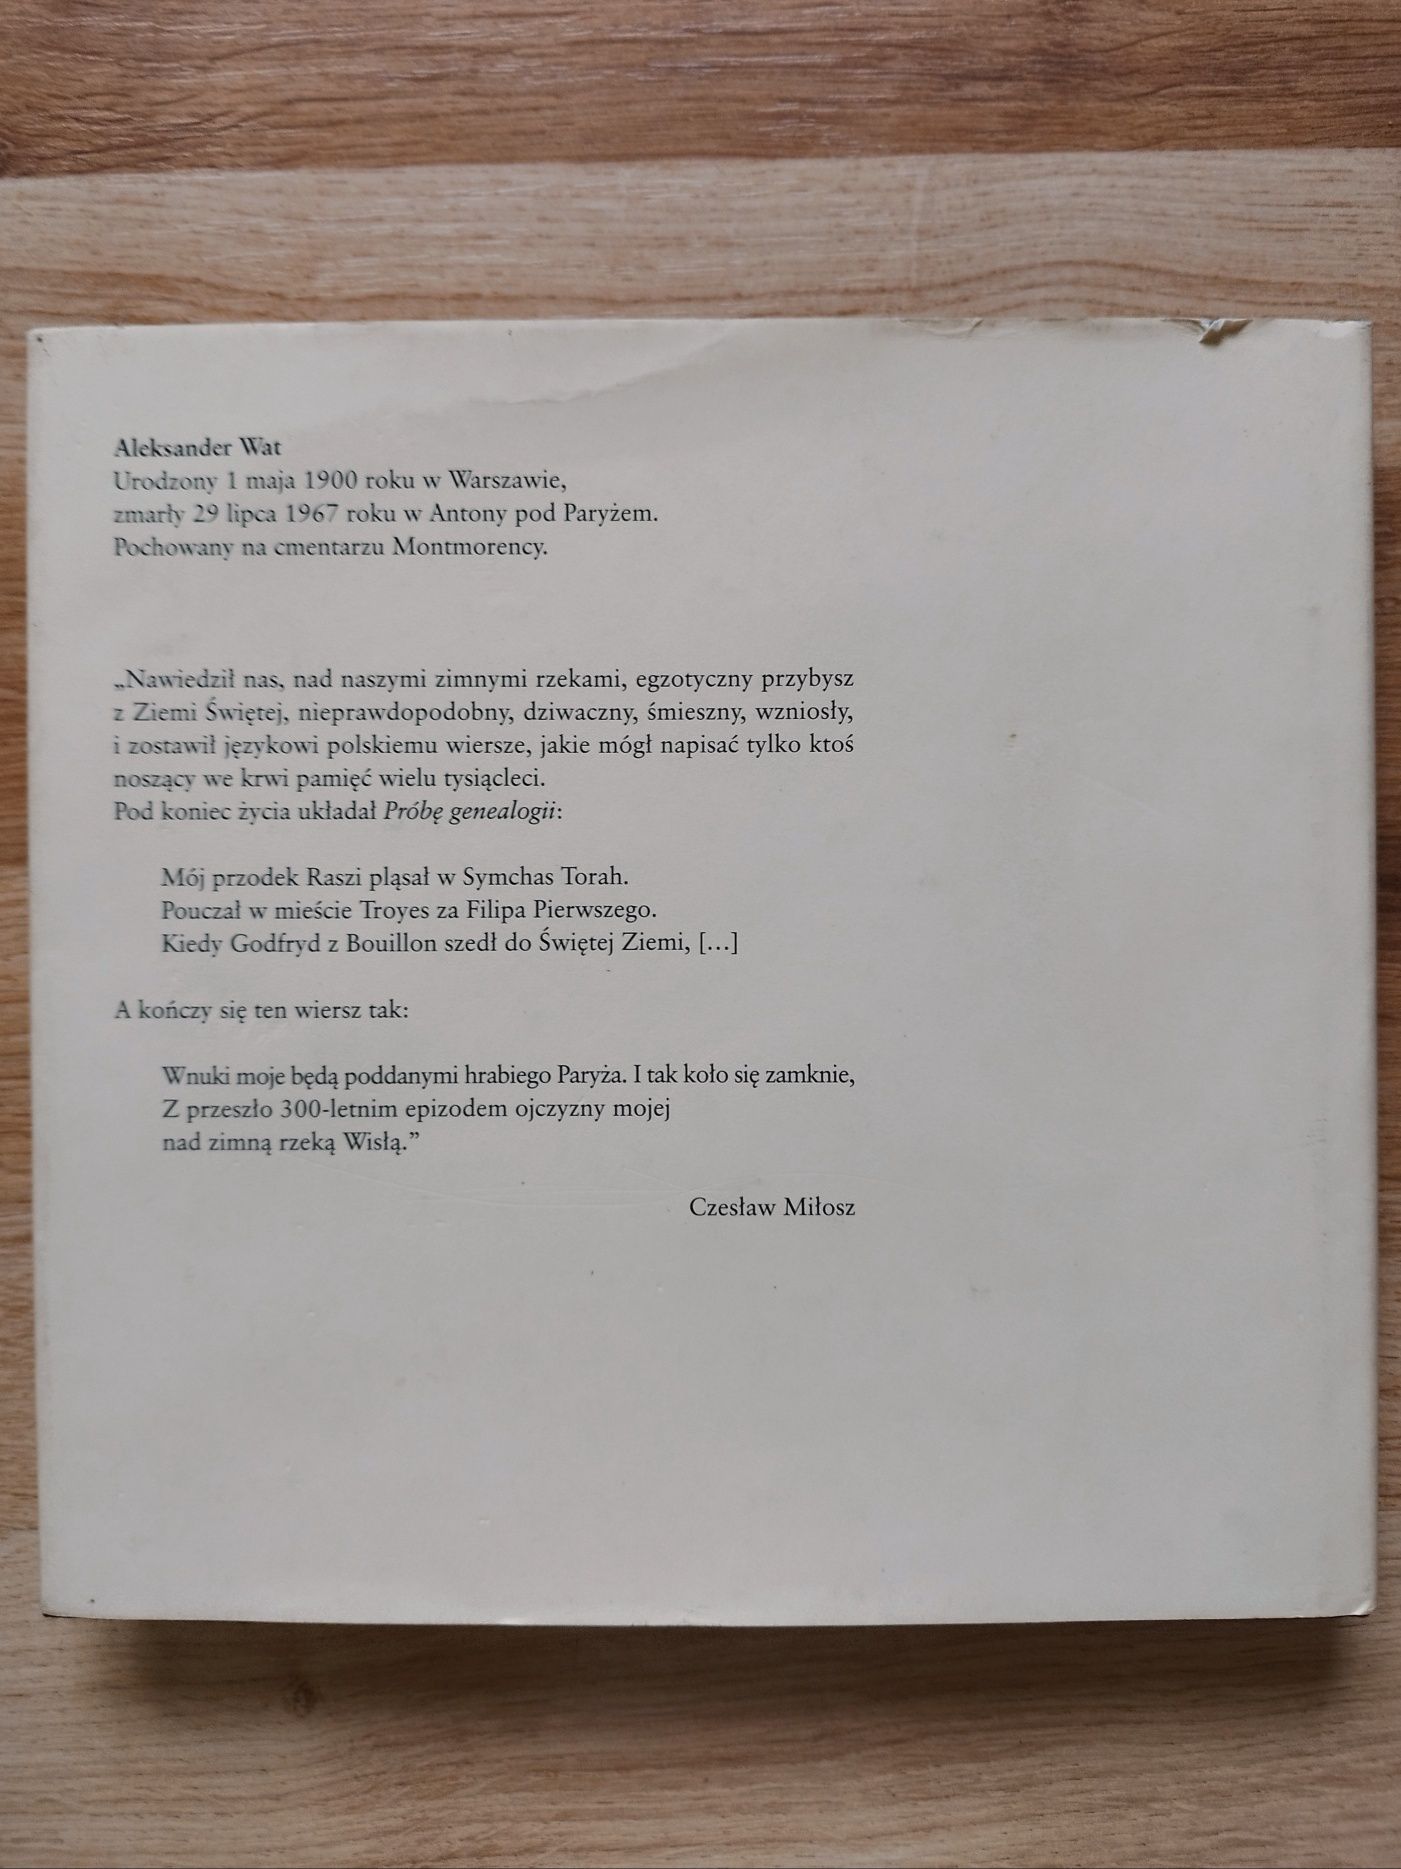 Aleksander Wat
Urodzony 1 maja 1900 roku w Warszawie,
zmarły 29 lipca 1967 roku w Antony pod Paryżem.
Pochowany na cmentarzu Montmorency.
„Nawiedził nas, nad naszymi zimnymi rzekami, egzotyczny przybysz
z Ziemi Świętej, nieprawdopodobny, dziwaczny, śmieszny, wzniosły,
i zostawił językowi polskiemu wiersze, jakie mógł napisać tylko ktoś
noszący we krwi pamięć wielu tysiącleci.
Pod koniec życia układał Próbę genealogii:
Mój przodek Raszi pląsał w Symchas Torah.
Pouczał w mieście Troyes za Filipa Pierwszego.
Kiedy Godfryd z Bouillon szedł do Świętej Ziemi, […]
A kończy się ten wiersz tak:
Wnuki moje będą poddanymi hrabiego Paryża. I tak koło się zamknie,
Z przeszło 300-letnim epizodem ojczyzny mojej
nad zimną rzeką Wisłą.”
Czesław Miłosz